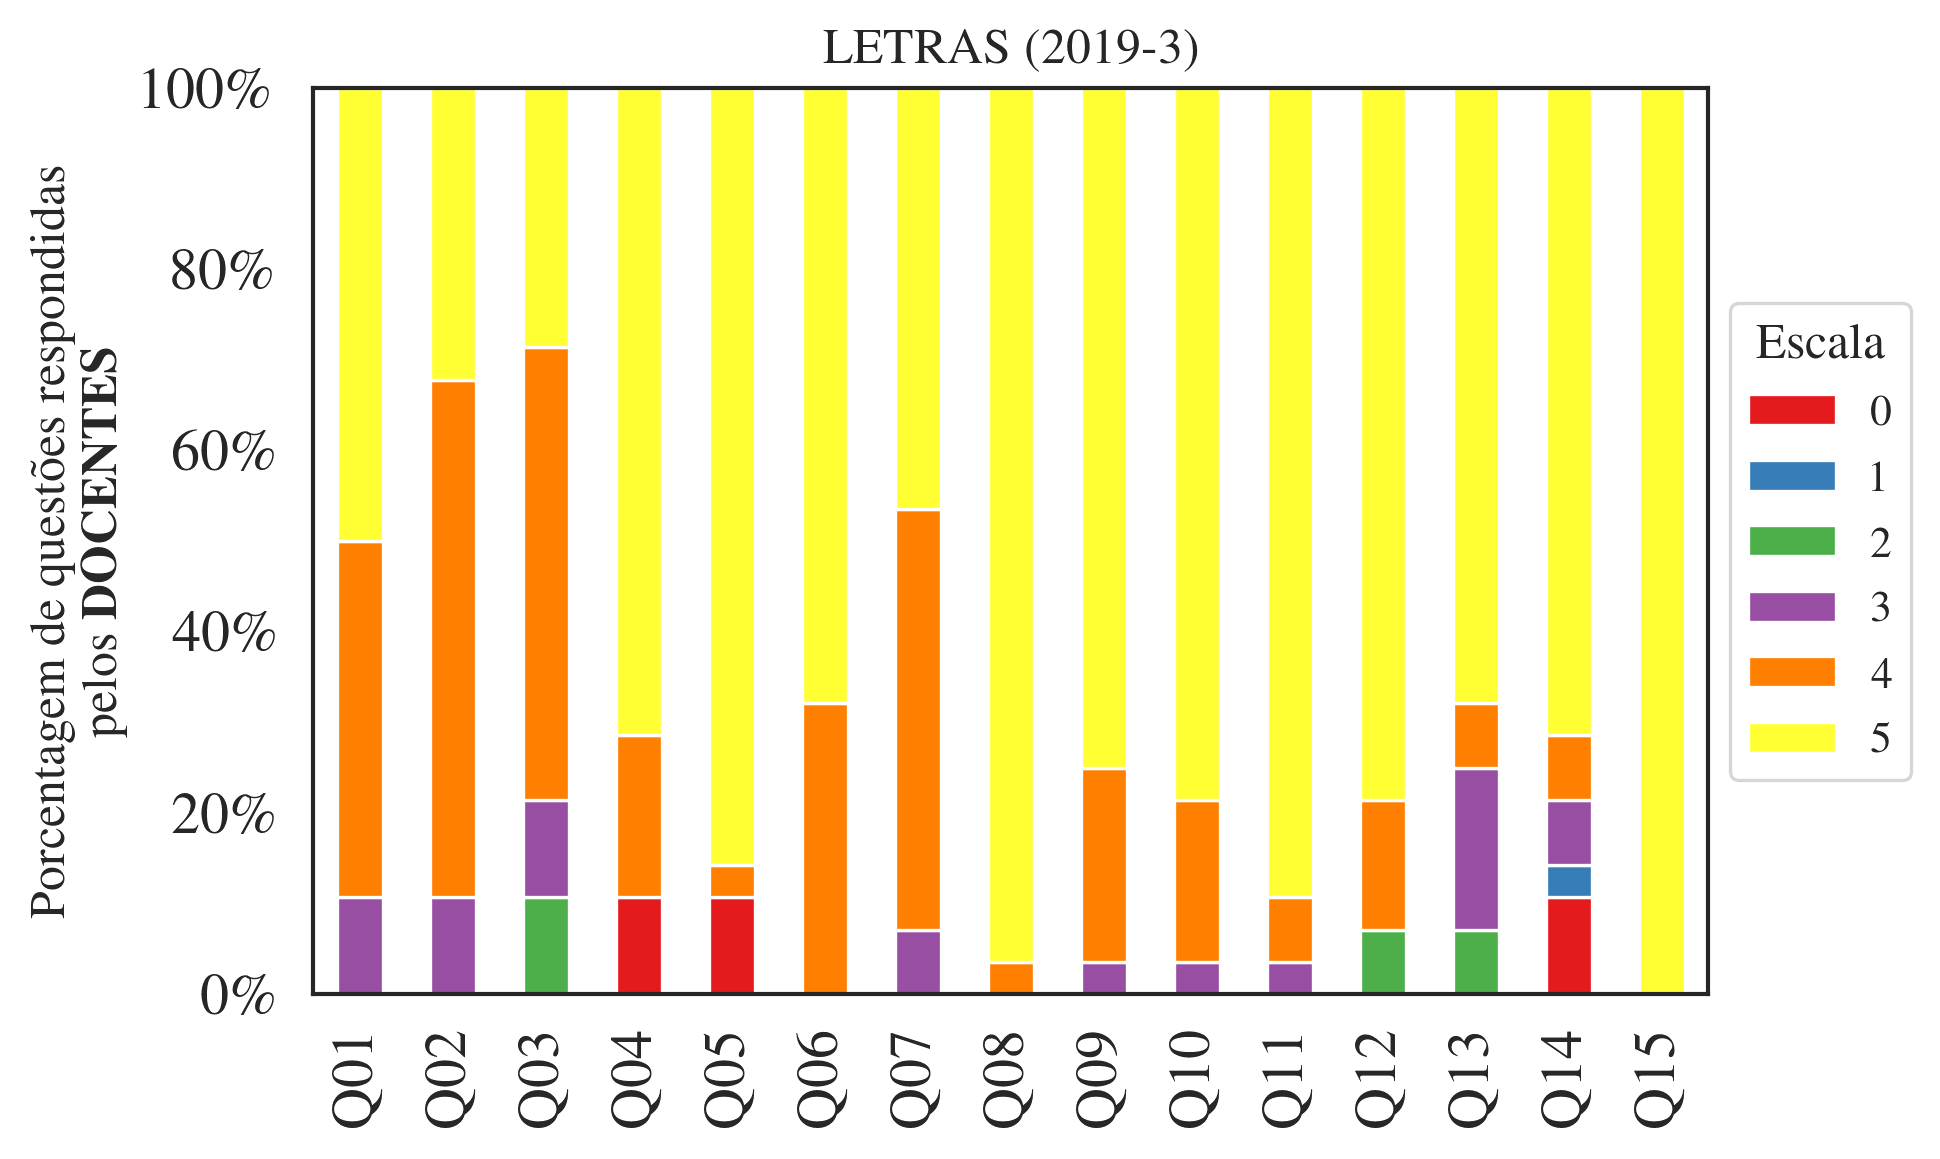 LETRAS (2019-3)
Porcentagem de questões respondidas
pelos DOCENTES
100%
80%
60%
40%
20%
0%
Q01
Q02
Q03
Q04
Q05
Q06
Q07
Q08
Q09
Q10
Q11
Q12
Q13
Q14
Q15
Escala
0
1
2
3
4
5